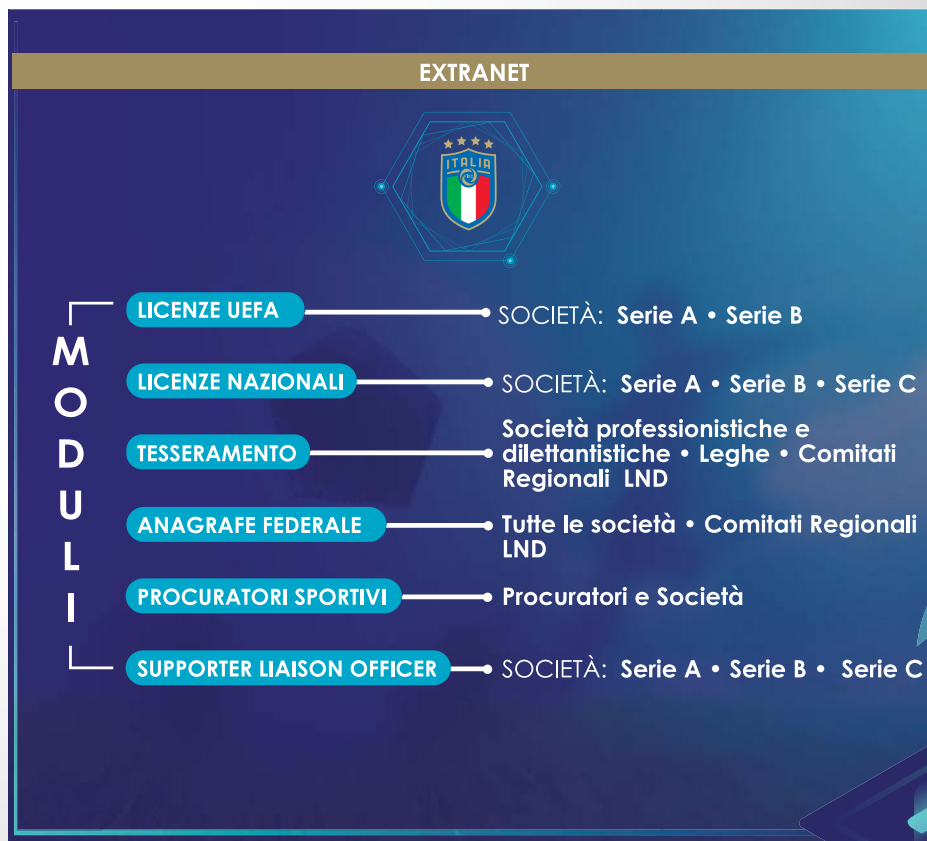 EXTRANET
ITALIA
MODULI
LICENZE UEFA
SOCIETÀ: Serie A • Serie B
LICENZE NAZIONALI
SOCIETÀ: Serie A • Serie B • Serie C
TESSERAMENTO
Società professionistiche e
dilettantistiche • Leghe • Comitati
Regionali LND
ANAGRAFE FEDERALE
Tutte le società • Comitati Regionali
LND
PROCURATORI SPORTIVI
Procuratori e Società
SUPPORTER LIAISON OFFICER
SOCIETÀ: Serie A • Serie B • Serie C